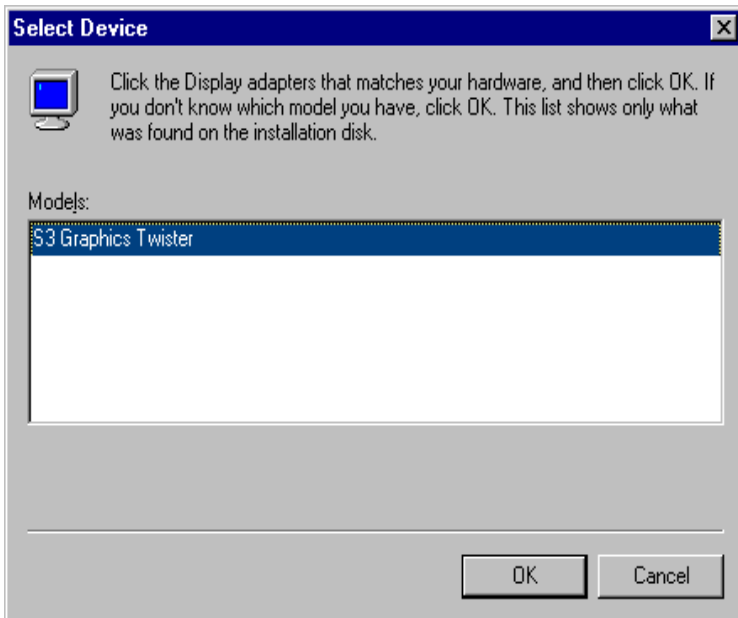 Select Device
Click the Display adapters that matches your hardware, and then click OK. If
you don't know which model you have, click OK. This list shows only what
was found on the installation disk.
Models:
S3 Graphics Twister
OK
Cancel